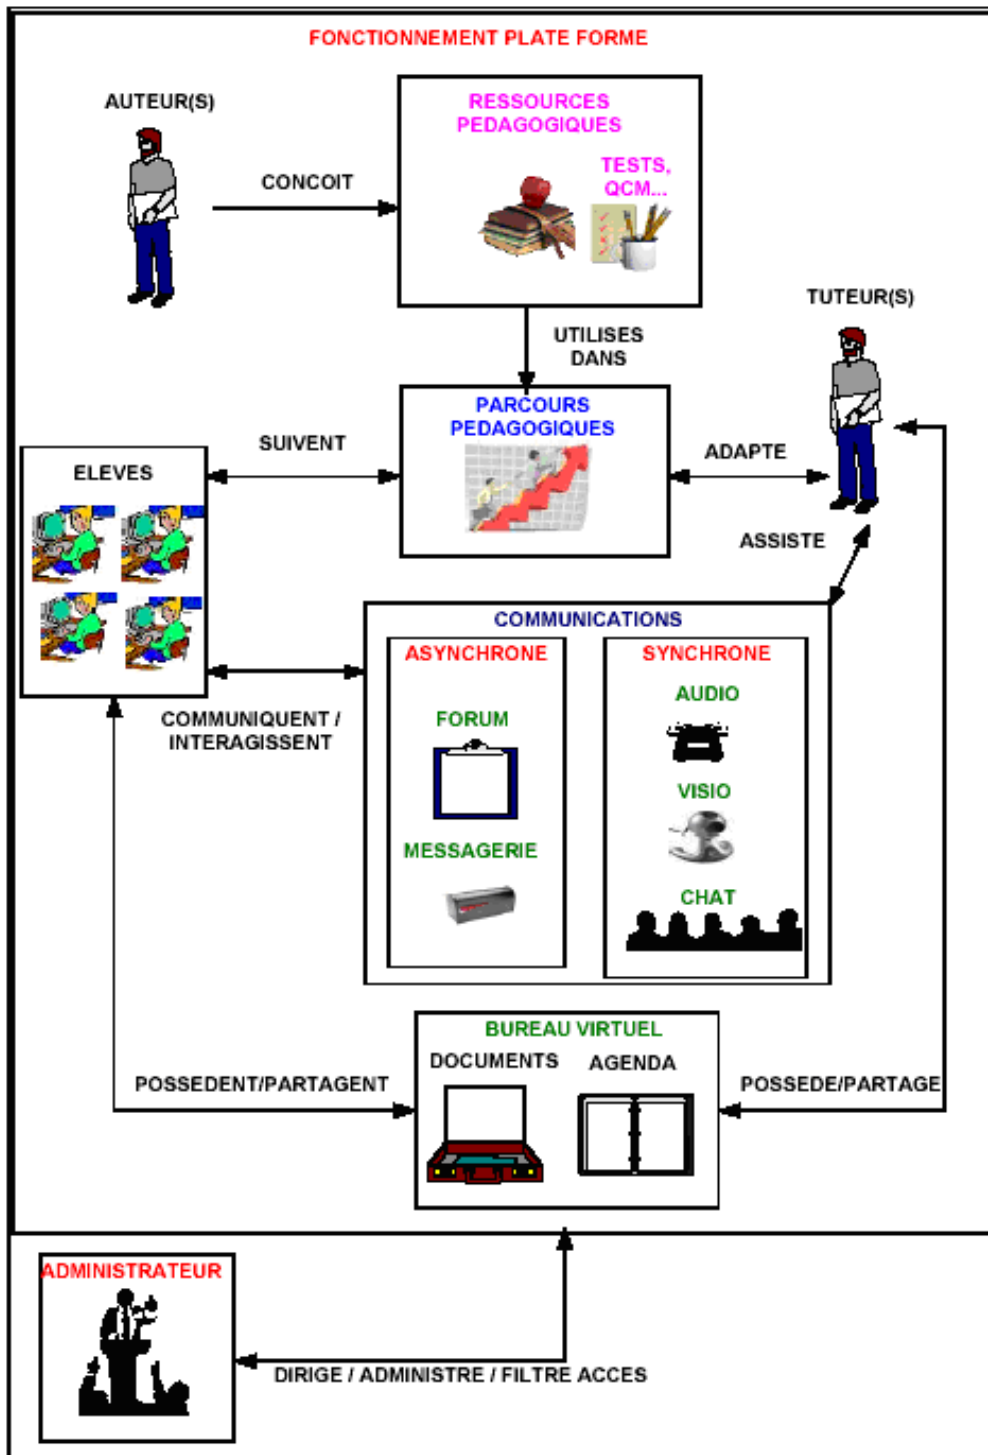 FONCTIONNEMENT PLATE FORME
AUTEUR(S)
RESSOURCES
PEDAGOGIQUES
TESTS,
QCM...
CONCOIT
TUTEUR(S)
UTILISES
DANS
PARCOURS
PEDAGOGIQUES
SUIVENT
ADAPTE
ELEVES
ASSISTE
COMMUNICATIONS
ASYNCHRONE
SYNCHRONE
AUDIO
FORUM
COMMUNIQUENT /
INTERAGISSENT
VISIO
MESSAGERIE
CHAT
BUREAU VIRTUEL
DOCUMENTS
AGENDA
POSSEDENT/PARTAGENT
POSSEDE/PARTAGE
ADMINISTRATEUR
DIRIGE / ADMINISTRE / FILTRE ACCES